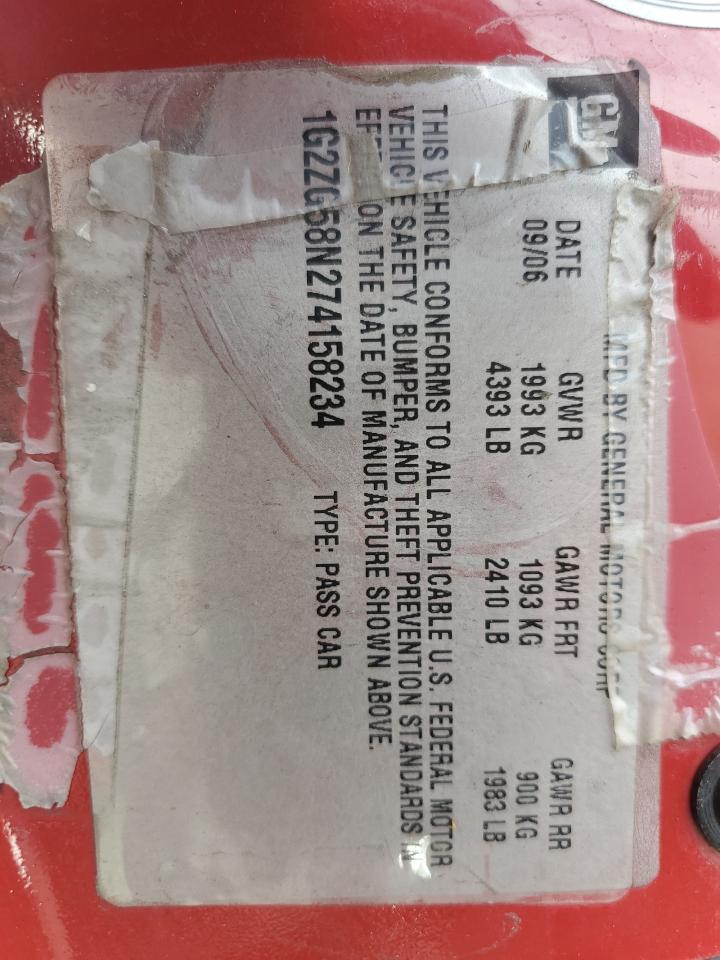 GM
MFD BY GENERAL MOTORS CORP
DATE GVWR GAWR FRT GAWR RR
09/06 1993 KG 1093 KG 900 KG
4393 LB 2410 LB 1983 LB
THIS VEHICLE CONFORMS TO ALL APPLICABLE U.S. FEDERAL MOTOR
VEHICLE SAFETY, BUMPER, AND THEFT PREVENTION STANDARDS IN
ON THE DATE OF MANUFACTURE SHOWN ABOVE.
1G2ZG58N274158234 TYPE: PASS CAR